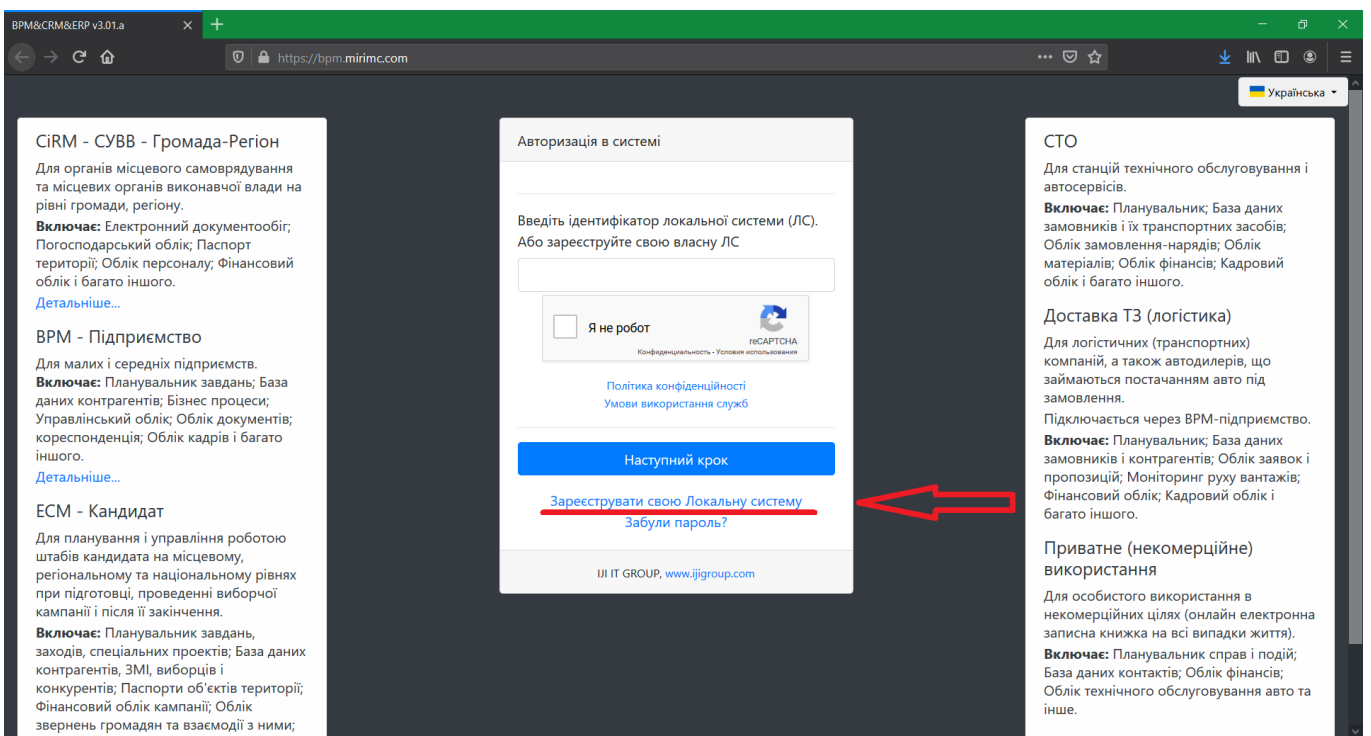 BPM&CRM&ERP v3.01.a
https://bpm.mirimc.com
Українська
CiRM - СУВВ - Громада-Регіон
Для органів місцевого самоврядування
та місцевих органів виконавчої влади на
рівні громади, регіону.
Включає: Електронний документообіг;
Погосподарський облік; Паспорт
території; Облік персоналу; Фінансовий
облік і багато іншого.
Детальніше...
BPM - Підприємство
Для малих і середніх підприємств.
Включає: Планувальник завдань; База
даних контрагентів; Бізнес процеси;
Управлінський облік; Облік документів;
кореспонденція; Облік кадрів і багато
іншого.
Детальніше...
ECM - Кандидат
Для планування і управління роботою
штабів кандидата на місцевому,
регіональному та національному рівнях
при підготовці, проведенні виборчої
кампанії і після її закінчення.
Включає: Планувальник завдань,
заходів, спеціальних проектів; База даних
контрагентів, ЗМІ, виборців і
конкурентів; Паспорти об'єктів території;
Фінансовий облік кампанії; Облік
звернень громадян та взаємодії з ними;
Авторизація в системі
Введіть ідентифікатор локальної системи (ЛС).
Або зареєструйте свою власну ЛС
Я не робот
reCAPTCHA
Конфиденциальность - Условия использования
Політика конфіденційності
Умови використання служб
Наступний крок
Зареєструвати свою Локальну систему
Забули пароль?
IJI IT GROUP, www.ijigroup.com
СТО
Для станцій технічного обслуговування і
автосервісів.
Включає: Планувальник; База даних
замовників і їх транспортних засобів;
Облік замовлення-нарядів; Облік
матеріалів; Облік фінансів; Кадровий
облік і багато іншого.
Доставка ТЗ (логістика)
Для логістичних (транспортних)
компаній, а також автодилерів, що
займаються постачанням авто під
замовлення.
Підключається через BPM-підприємство.
Включає: Планувальник; База даних
замовників і контрагентів; Облік заявок і
пропозицій; Моніторинг руху вантажів;
Фінансовий облік; Кадровий облік і
багато іншого.
Приватне (некомерційне)
використання
Для особистого використання в
некомерційних цілях (онлайн електронна
записна книжка на всі випадки життя).
Включає: Планувальник справ і подій;
База даних контактів; Облік фінансів;
Облік технічного обслуговування авто та
інше.